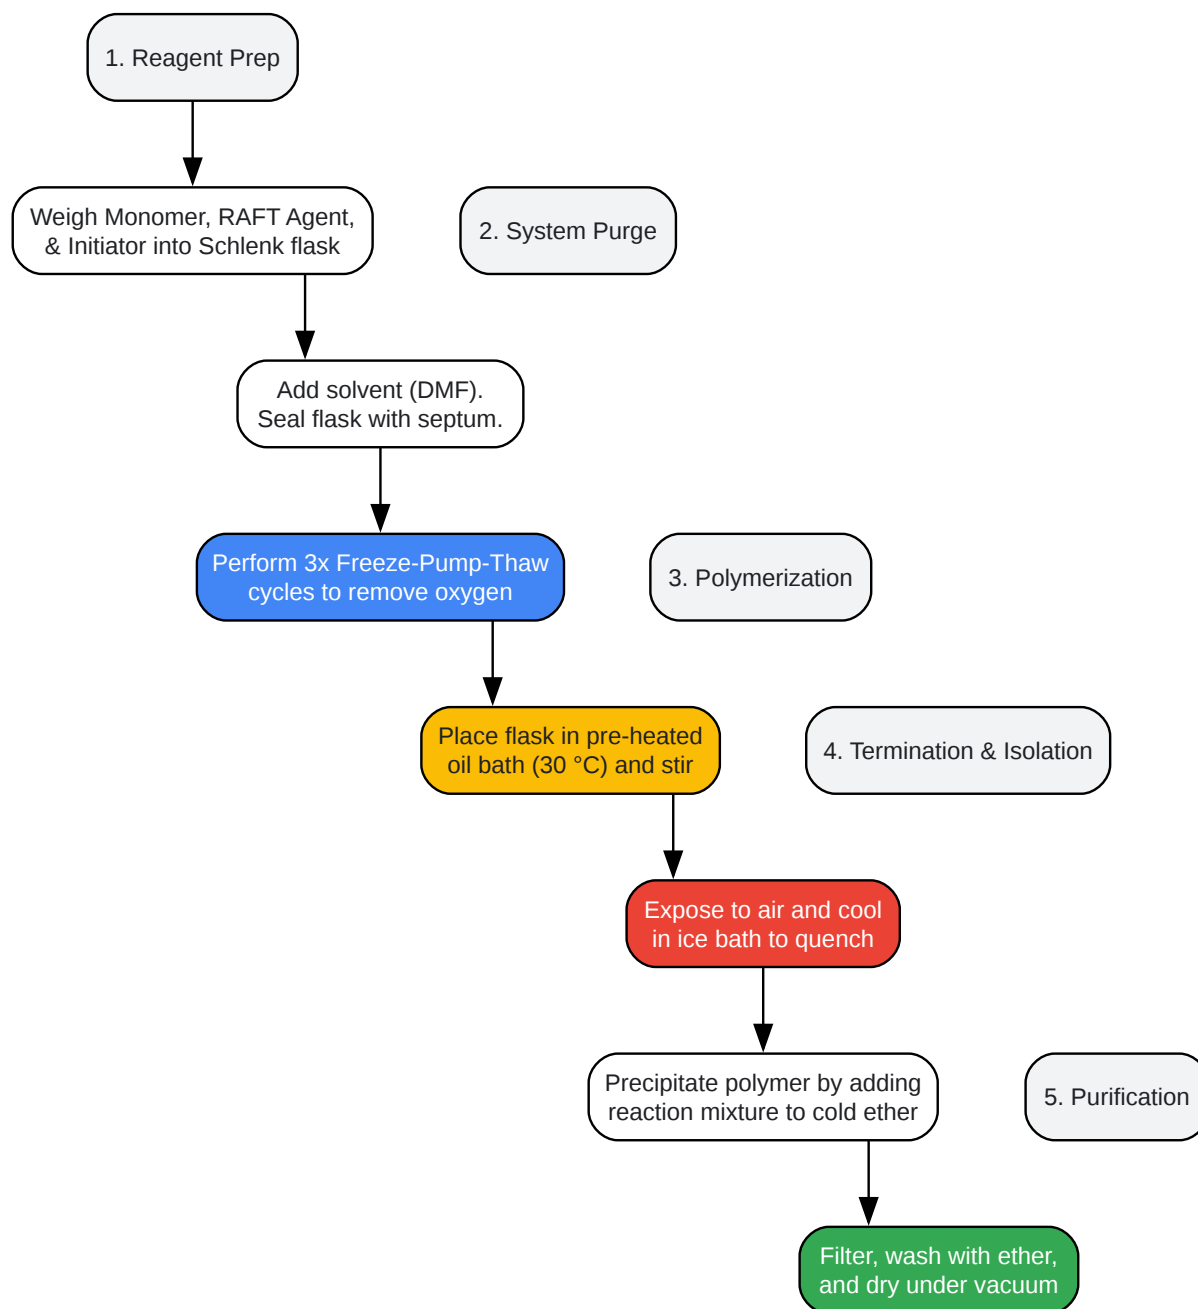 1. Reagent Prep
Weigh Monomer, RAFT Agent,
& Initiator into Schlenk flask
2. System Purge
Add solvent (DMF).
Seal flask with septum.
Perform 3x Freeze-Pump-Thaw
cycles to remove oxygen
3. Polymerization
Place flask in pre-heated
oil bath (30 °C) and stir
4. Termination & Isolation
Expose to air and cool
in ice bath to quench
Precipitate polymer by adding
reaction mixture to cold ether
5. Purification
Filter, wash with ether,
and dry under vacuum